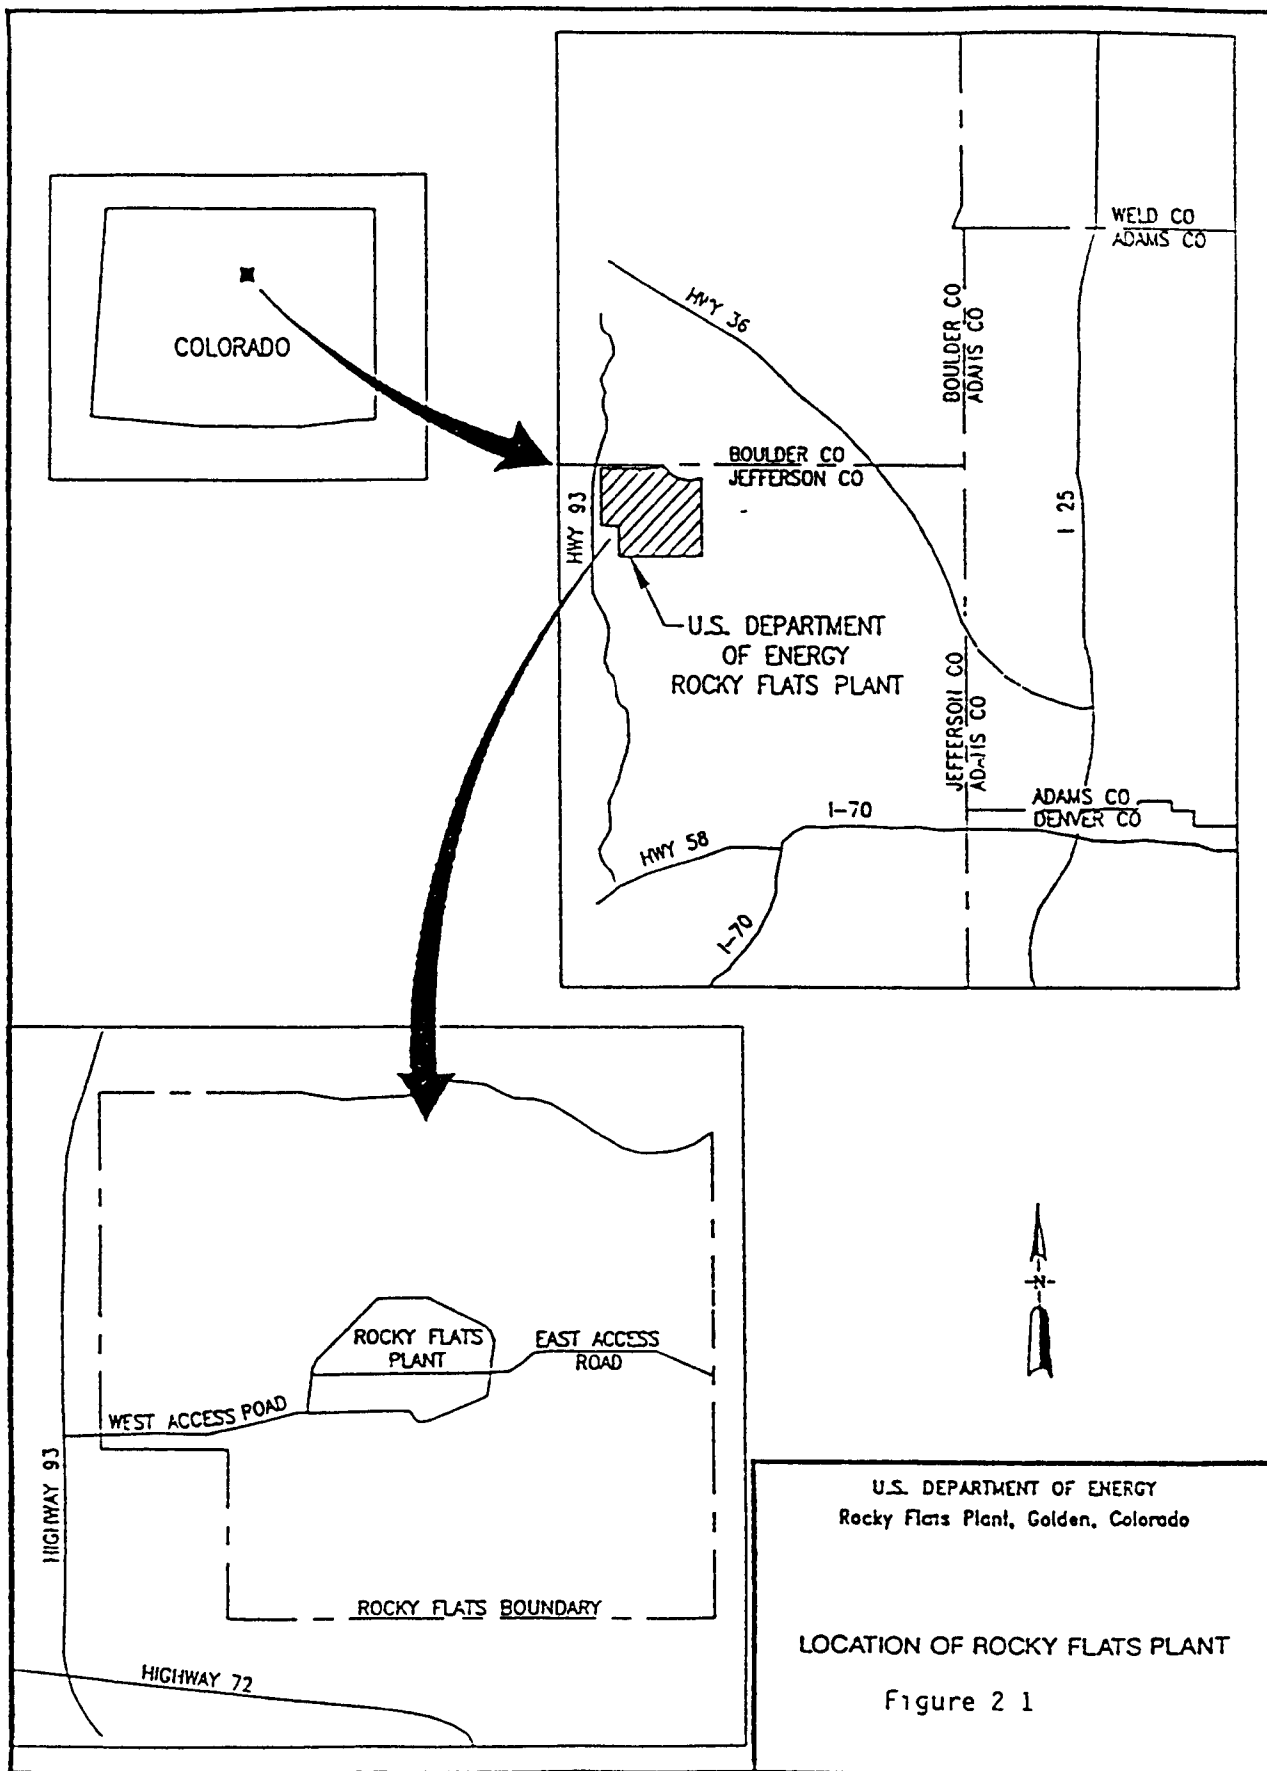 COLORADO
WELD CO
ADAMS CO
HWY 36
BOULDER CO
ADAMS CO
BOULDER CO
JEFFERSON CO
HWY 93
I 25
U.S. DEPARTMENT
OF ENERGY
ROCKY FLATS PLANT
JEFFERSON CO
ADAMS CO
ADAMS CO
DENVER CO
I-70
HWY 58
I-70
ROCKY FLATS
PLANT
EAST ACCESS
ROAD
WEST ACCESS ROAD
HIGHWAY 93
ROCKY FLATS BOUNDARY
HIGHWAY 72
N
U.S. DEPARTMENT OF ENERGY
Rocky Flats Plant, Golden, Colorado
LOCATION OF ROCKY FLATS PLANT
Figure 2 1